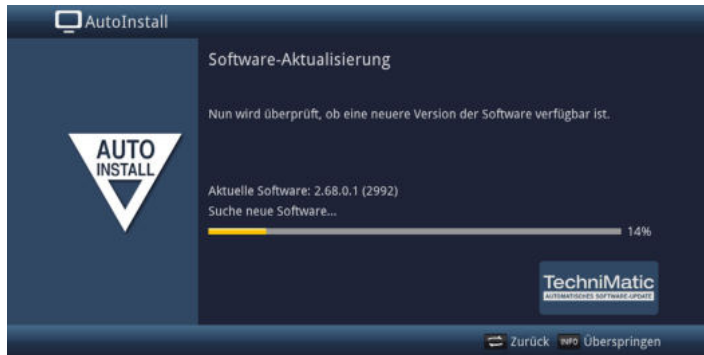 AutoInstall
Software-Aktualisierung
Nun wird überprüft, ob eine neuere Version der Software verfügbar ist.
AUTO
INSTALL
Aktuelle Software: 2.68.0.1 (2992)
Suche neue Software...
14%
TechniMatic
AUTOMATISCHES SOFTWARE-UPDATE
Zurück INFO Überspringen